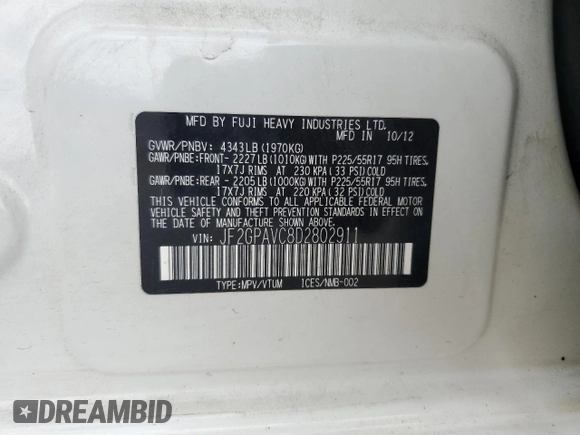 MFD BY FUJI HEAVY INDUSTRIES LTD.
MFD IN 10/12
GVWR/PNBV: 4343LB(1970KG)
GAWR/PNBE:FRONT- 2227LB(1010KG)WITH P225/55R17 95H TIRES,
17X7J RIMS AT 230 KPA(33 PSI)COLD
GAWR/PNBE:REAR - 2205LB(1000KG)WITH P225/55R17 95H TIRES,
17X7J RIMS AT 220 KPA(32 PSI)COLD
THIS VEHICLE CONFORMS TO ALL APPLICABLE FEDERAL MOTOR
VEHICLE SAFETY AND THEFT PREVENTION STANDARDS IN EFFECT
ON THE DATE OF MANUFACTURE SHOWN ABOVE.
VIN: JF2GPAVC8D2802911
TYPE:MPV/VTUM ICES/NMB-002
DREAMBID